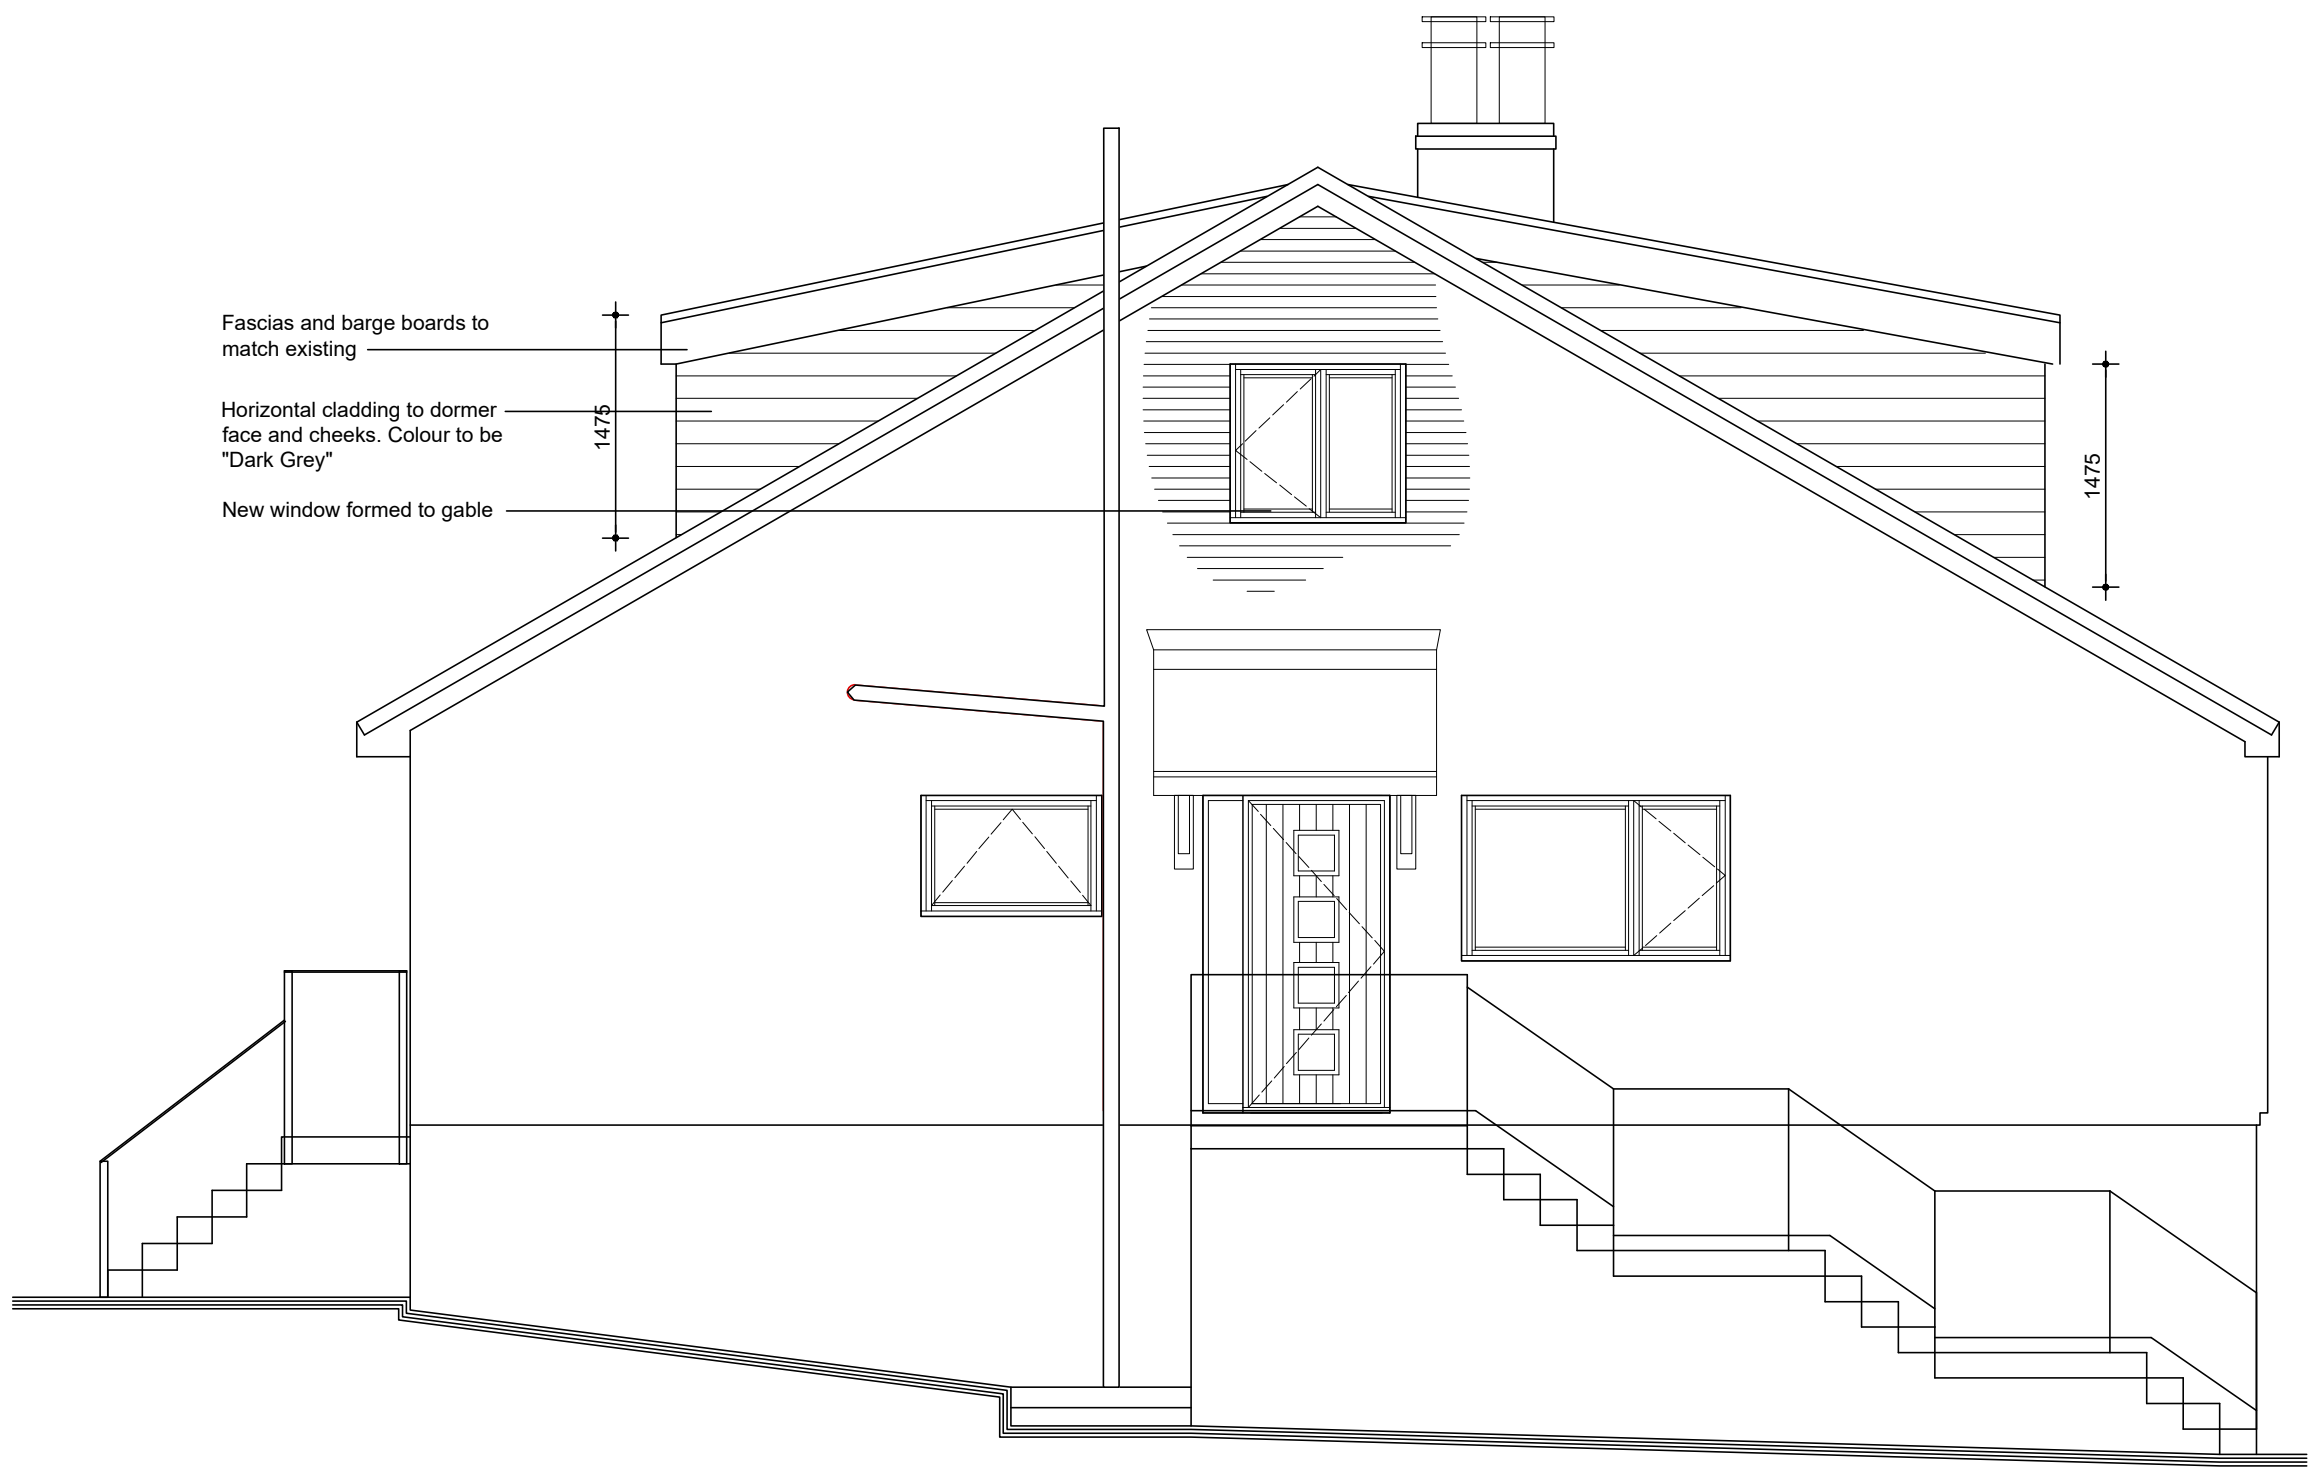 Fascias and barge boards to
match existing
Horizontal cladding to dormer
face and cheeks. Colour to be
"Dark Grey"
New window formed to gable
1475
1475